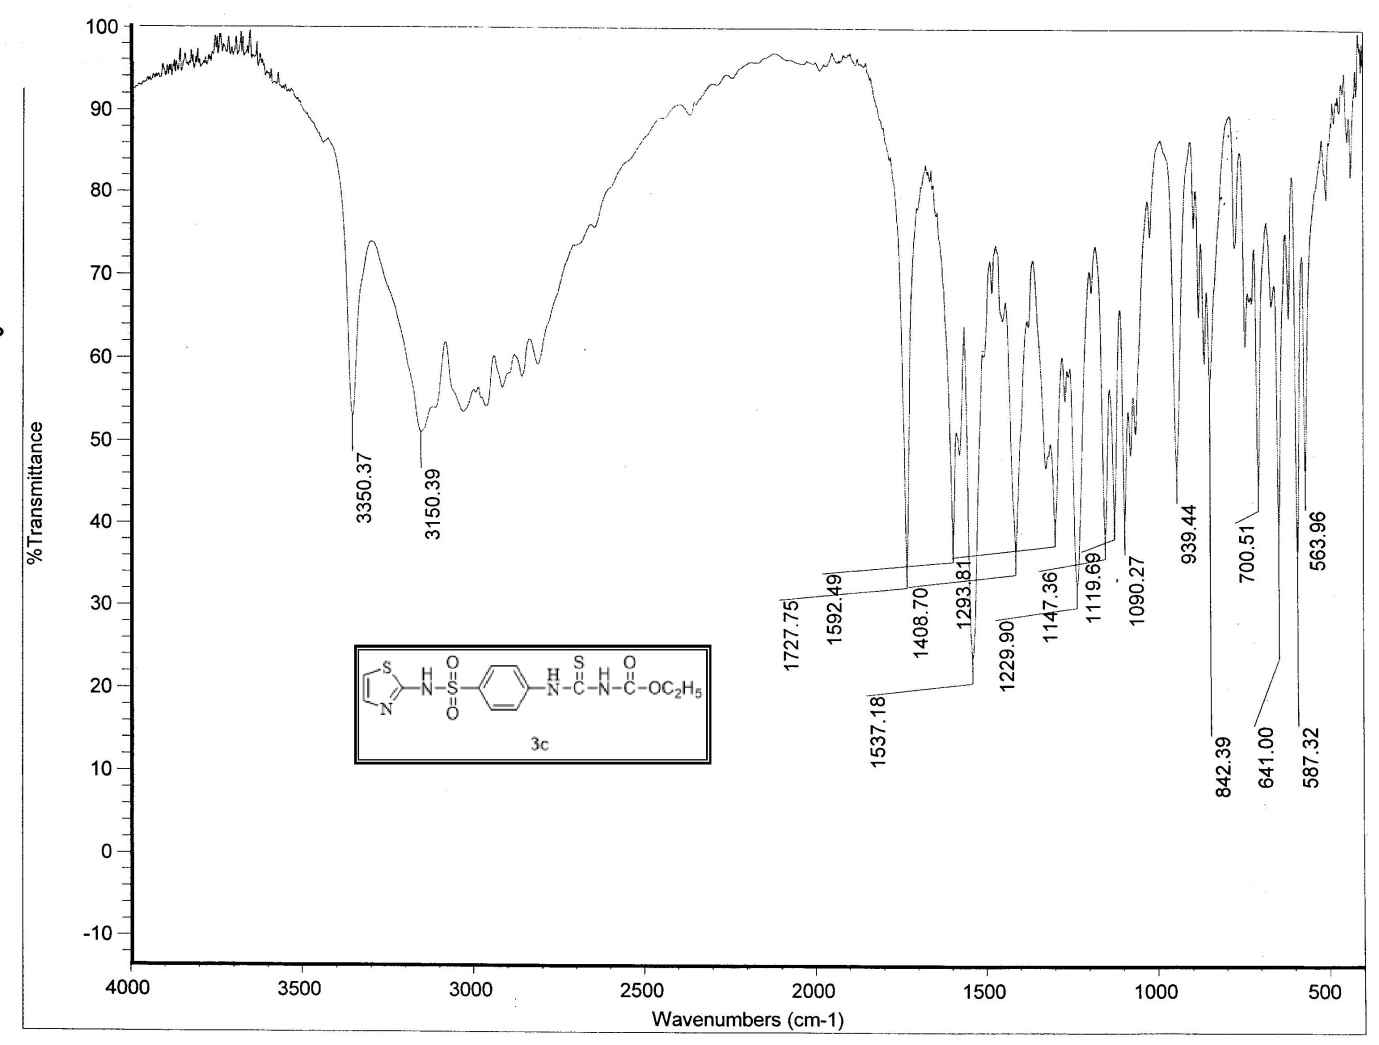 100
90
80
70
60
50
40
30
20
10
0
-10
%Transmittance
3350.37
3150.39
1727.75
1592.49
1537.18
1408.70
1293.81
1229.90
1147.36
1119.69
1090.27
939.44
842.39
700.51
641.00
587.32
563.96
S
N
H
N
O
S
O
H
N
S
C
H
N
O
C
OC₂H₅
3c
4000
3500
3000
2500
2000
1500
1000
500
Wavenumbers (cm-1)